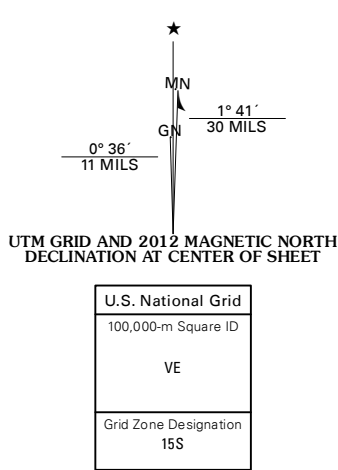 ★
MN
1° 41´
30 MILS
GN
0° 36´
11 MILS
UTM GRID AND 2012 MAGNETIC NORTH
DECLINATION AT CENTER OF SHEET
U.S. National Grid
100,000-m Square ID
VE
Grid Zone Designation
15S